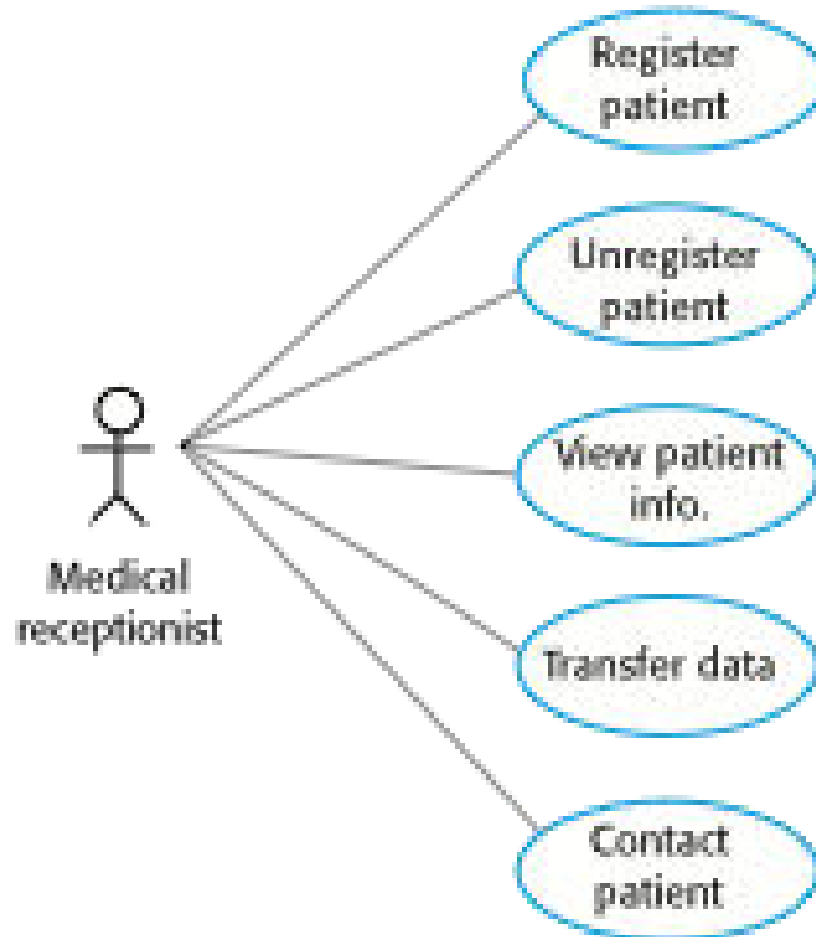 Register
patient
Unregister
patient
View patient
info.
Medical
receptionist
Transfer data
Contact
patient